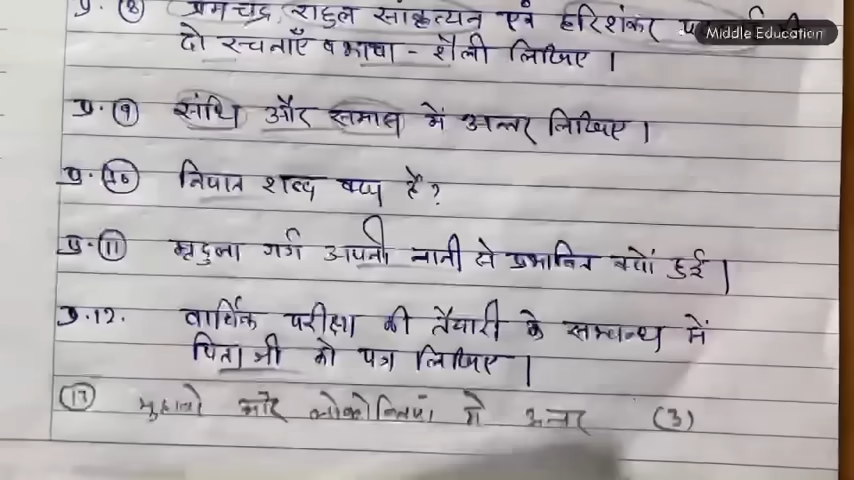 प्र. (8) प्रेमचंद्र, राहुल सांकृत्यन एवं हरिशंकर
Middle Education
दो रचनाएँ व भाषा - शैली लिखिए।
प्र. (9) संधि और समास में अन्तर लिखिए।
प्र. (10) निपात शब्द क्या है?
प्र. (11) मृदुला गर्ग अपनी नानी से प्रभावित क्यों हुई।
प्र. 12. वार्षिक परीक्षा की तैयारी के सम्बन्ध में
पिता जी को पत्र लिखिए।
(13) और लोकोक्तियों में अन्तर (3)